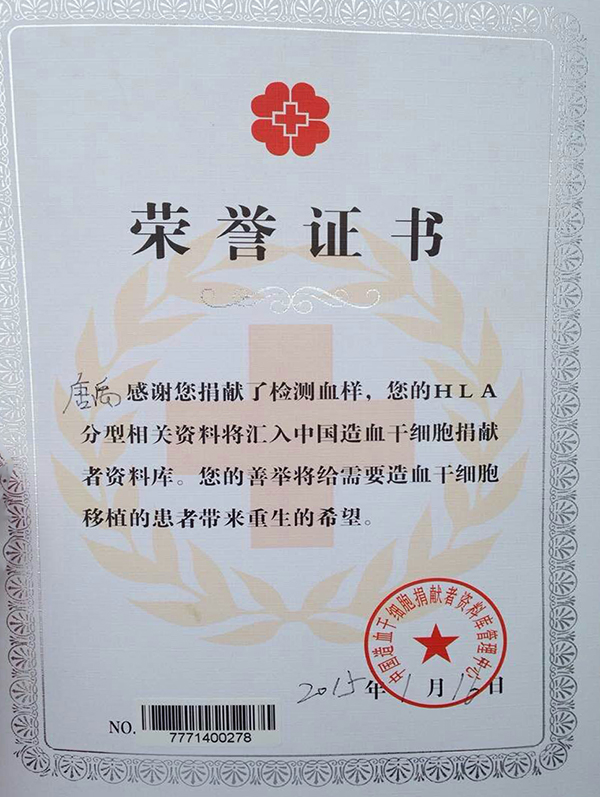 荣誉证书
唐禹 感谢您捐献了检测血样，您的HLA
分型相关资料将汇入中国造血干细胞捐献
者资料库。您的善举将给需要造血干细胞
移植的患者带来重生的希望。
中国造血干细胞捐献者资料库管理中心
2015年1月16日
NO.
7771400278